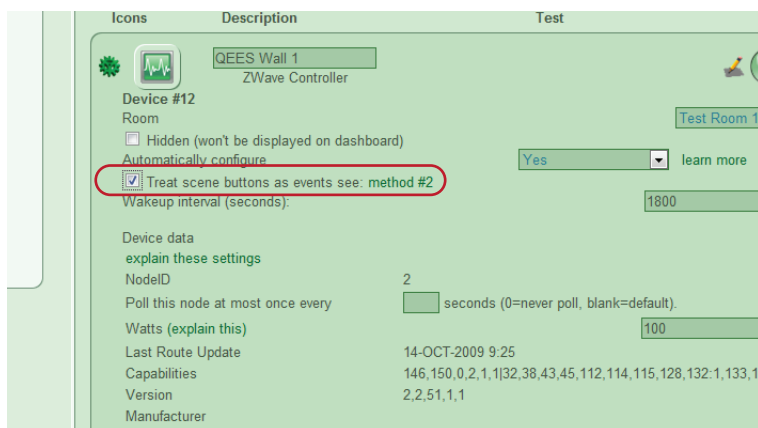 Icons Description Test
QEES Wall 1
ZWave Controller
Device #12
Room Test Room 1
Hidden (won't be displayed on dashboard)
Automatically configure Yes learn more
Treat scene buttons as events see: method #2
Wakeup interval (seconds): 1800
Device data
explain these settings
NodeID 2
Poll this node at most once every seconds (0=never poll, blank=default).
Watts (explain this) 100
Last Route Update 14-OCT-2009 9:25
Capabilities 146,150,0,2,1,1|32,38,43,45,112,114,115,128,132:1,133,1
Version 2,2,51,1,1
Manufacturer